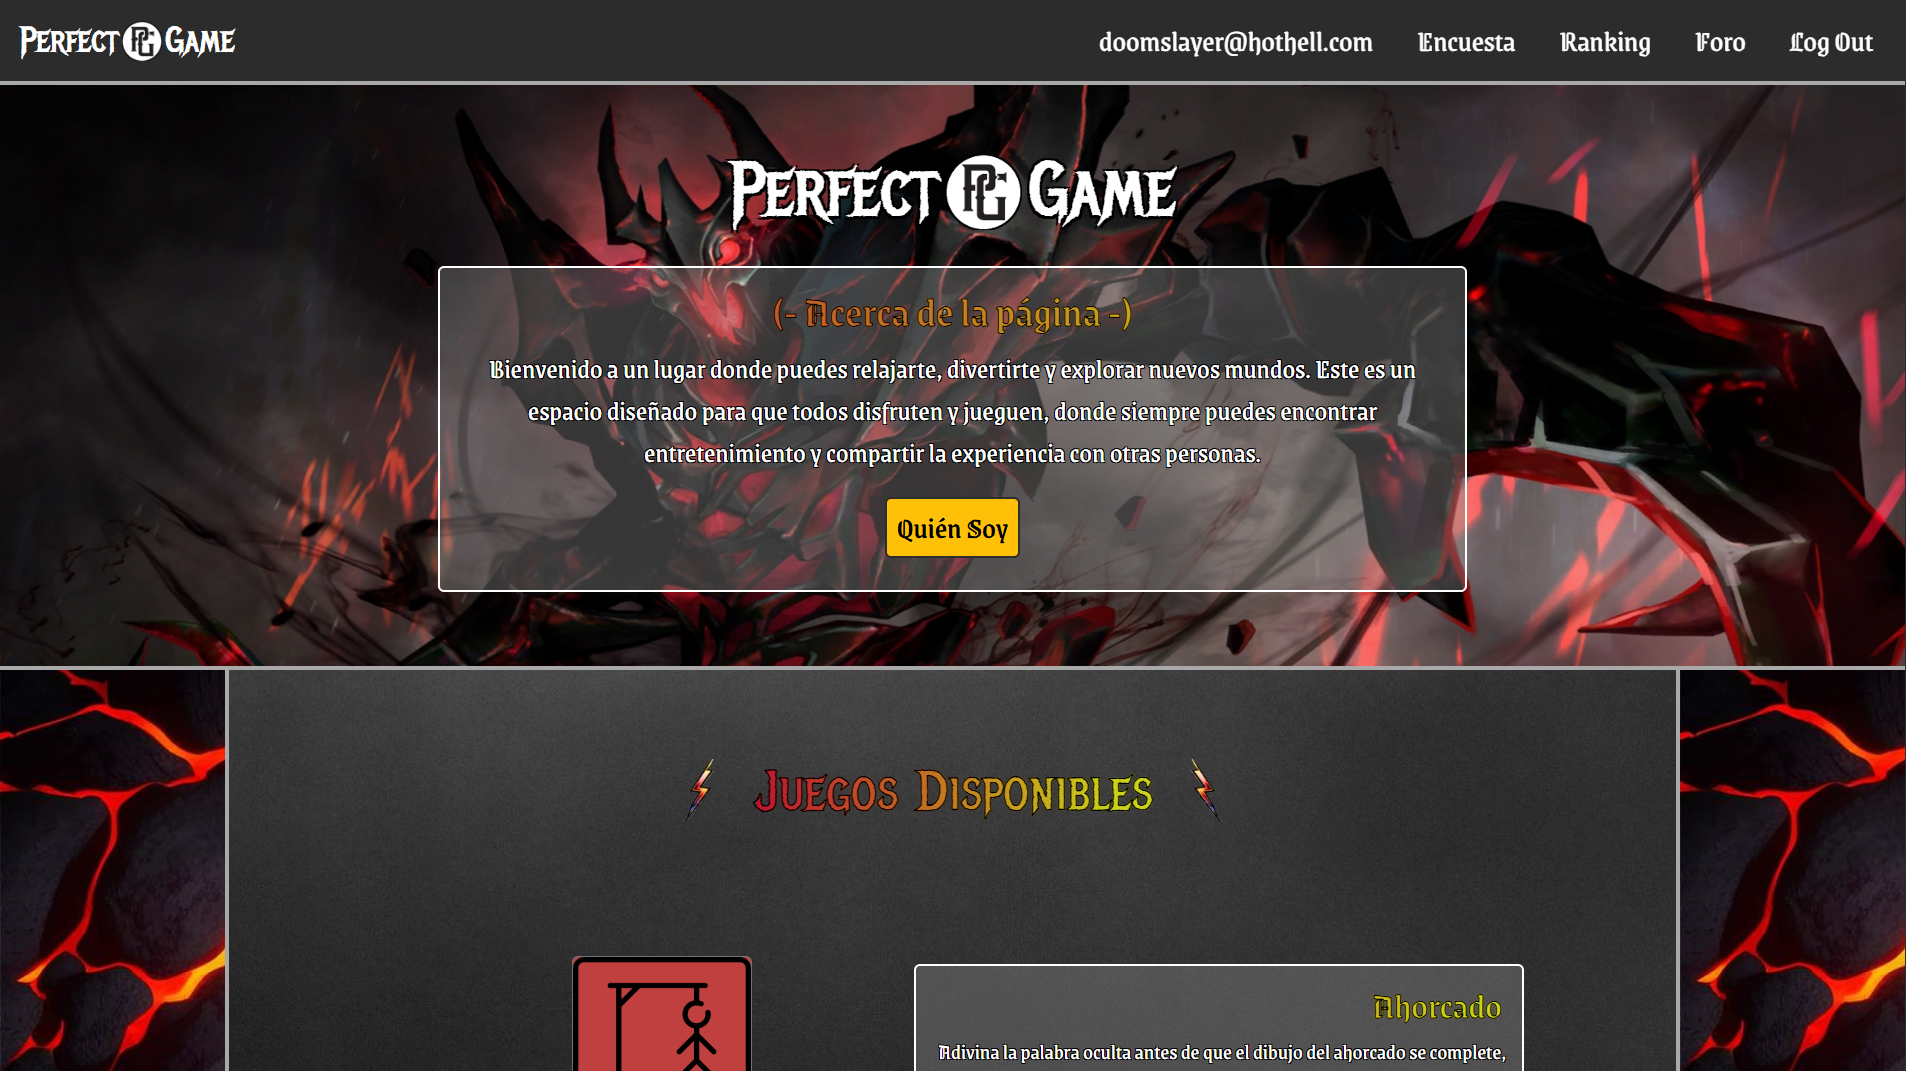 PERFECT PG GAME
doomslayer@hothell.com Encuesta Ranking Foro Log Out
PERFECT PG GAME
(- Acerca de la página -)
Bienvenido a un lugar donde puedes relajarte, divertirte y explorar nuevos mundos. Este es un
espacio diseñado para que todos disfruten y jueguen, donde siempre puedes encontrar
entretenimiento y compartir la experiencia con otras personas.
Quién Soy
Juegos Disponibles
Ahorcado
Adivina la palabra oculta antes de que el dibujo del ahorcado se complete,